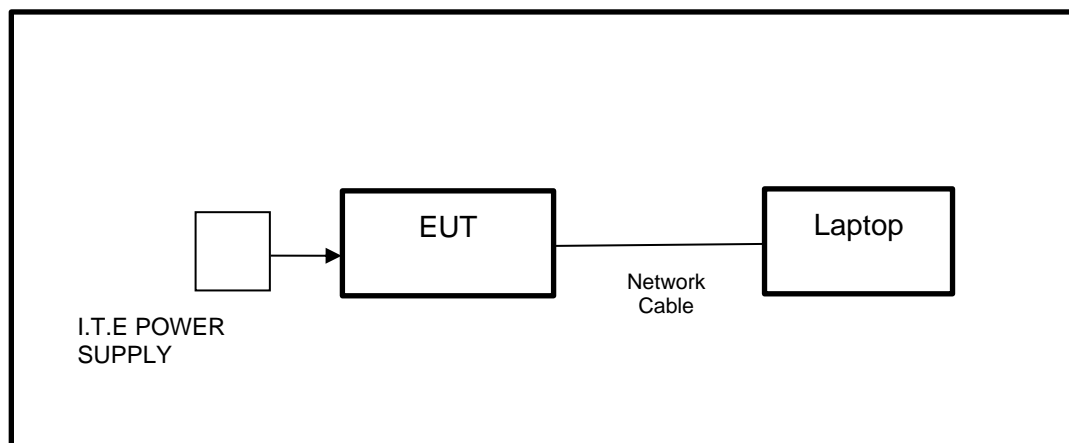 EUT
Laptop
Network
Cable
I.T.E POWER
SUPPLY